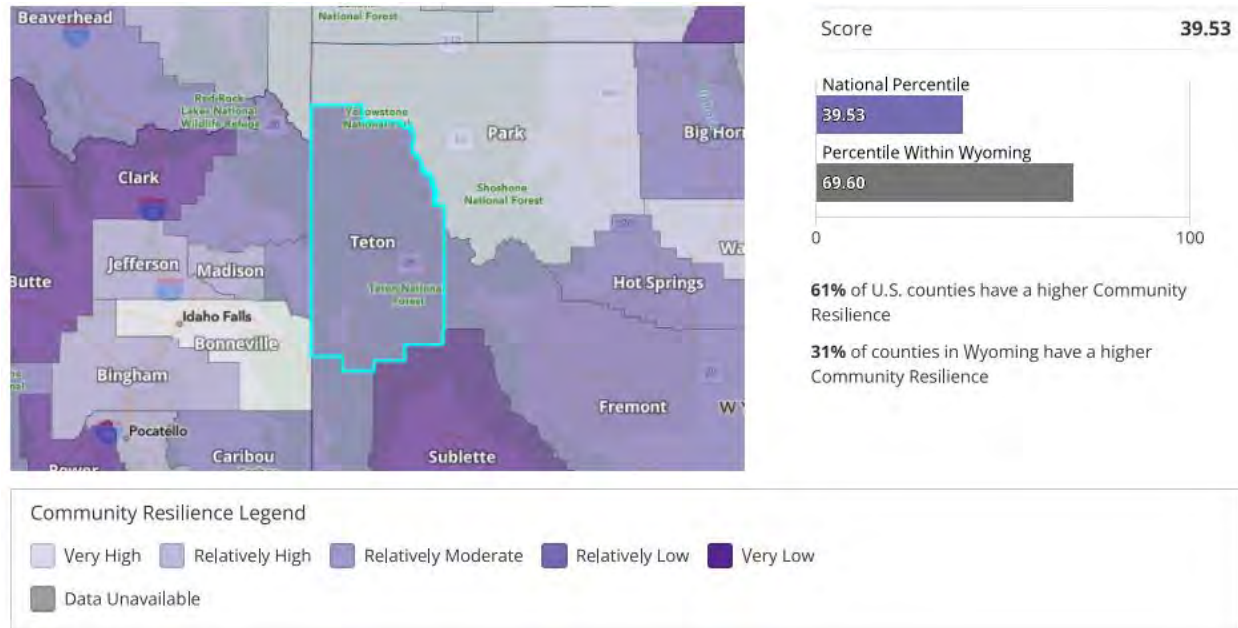 Beaverhead
National Forest
Red Rock
Lakes National
Wildlife Refuge
Yellowstone
National Park
Park
Big Horn
Clark
Shoshone
National Forest
Teton
Jefferson
Madison
Butte
Hot Springs
Teton National
Forest
Idaho Falls
Bonneville
Bingham
Fremont
W
Pocatello
Caribou
Sublette
Power
Score
39.53
National Percentile
39.53
Percentile Within Wyoming
69.60
0
100
61% of U.S. counties have a higher Community
Resilience
31% of counties in Wyoming have a higher
Community Resilience
Community Resilience Legend
Very High
Relatively High
Relatively Moderate
Relatively Low
Very Low
Data Unavailable